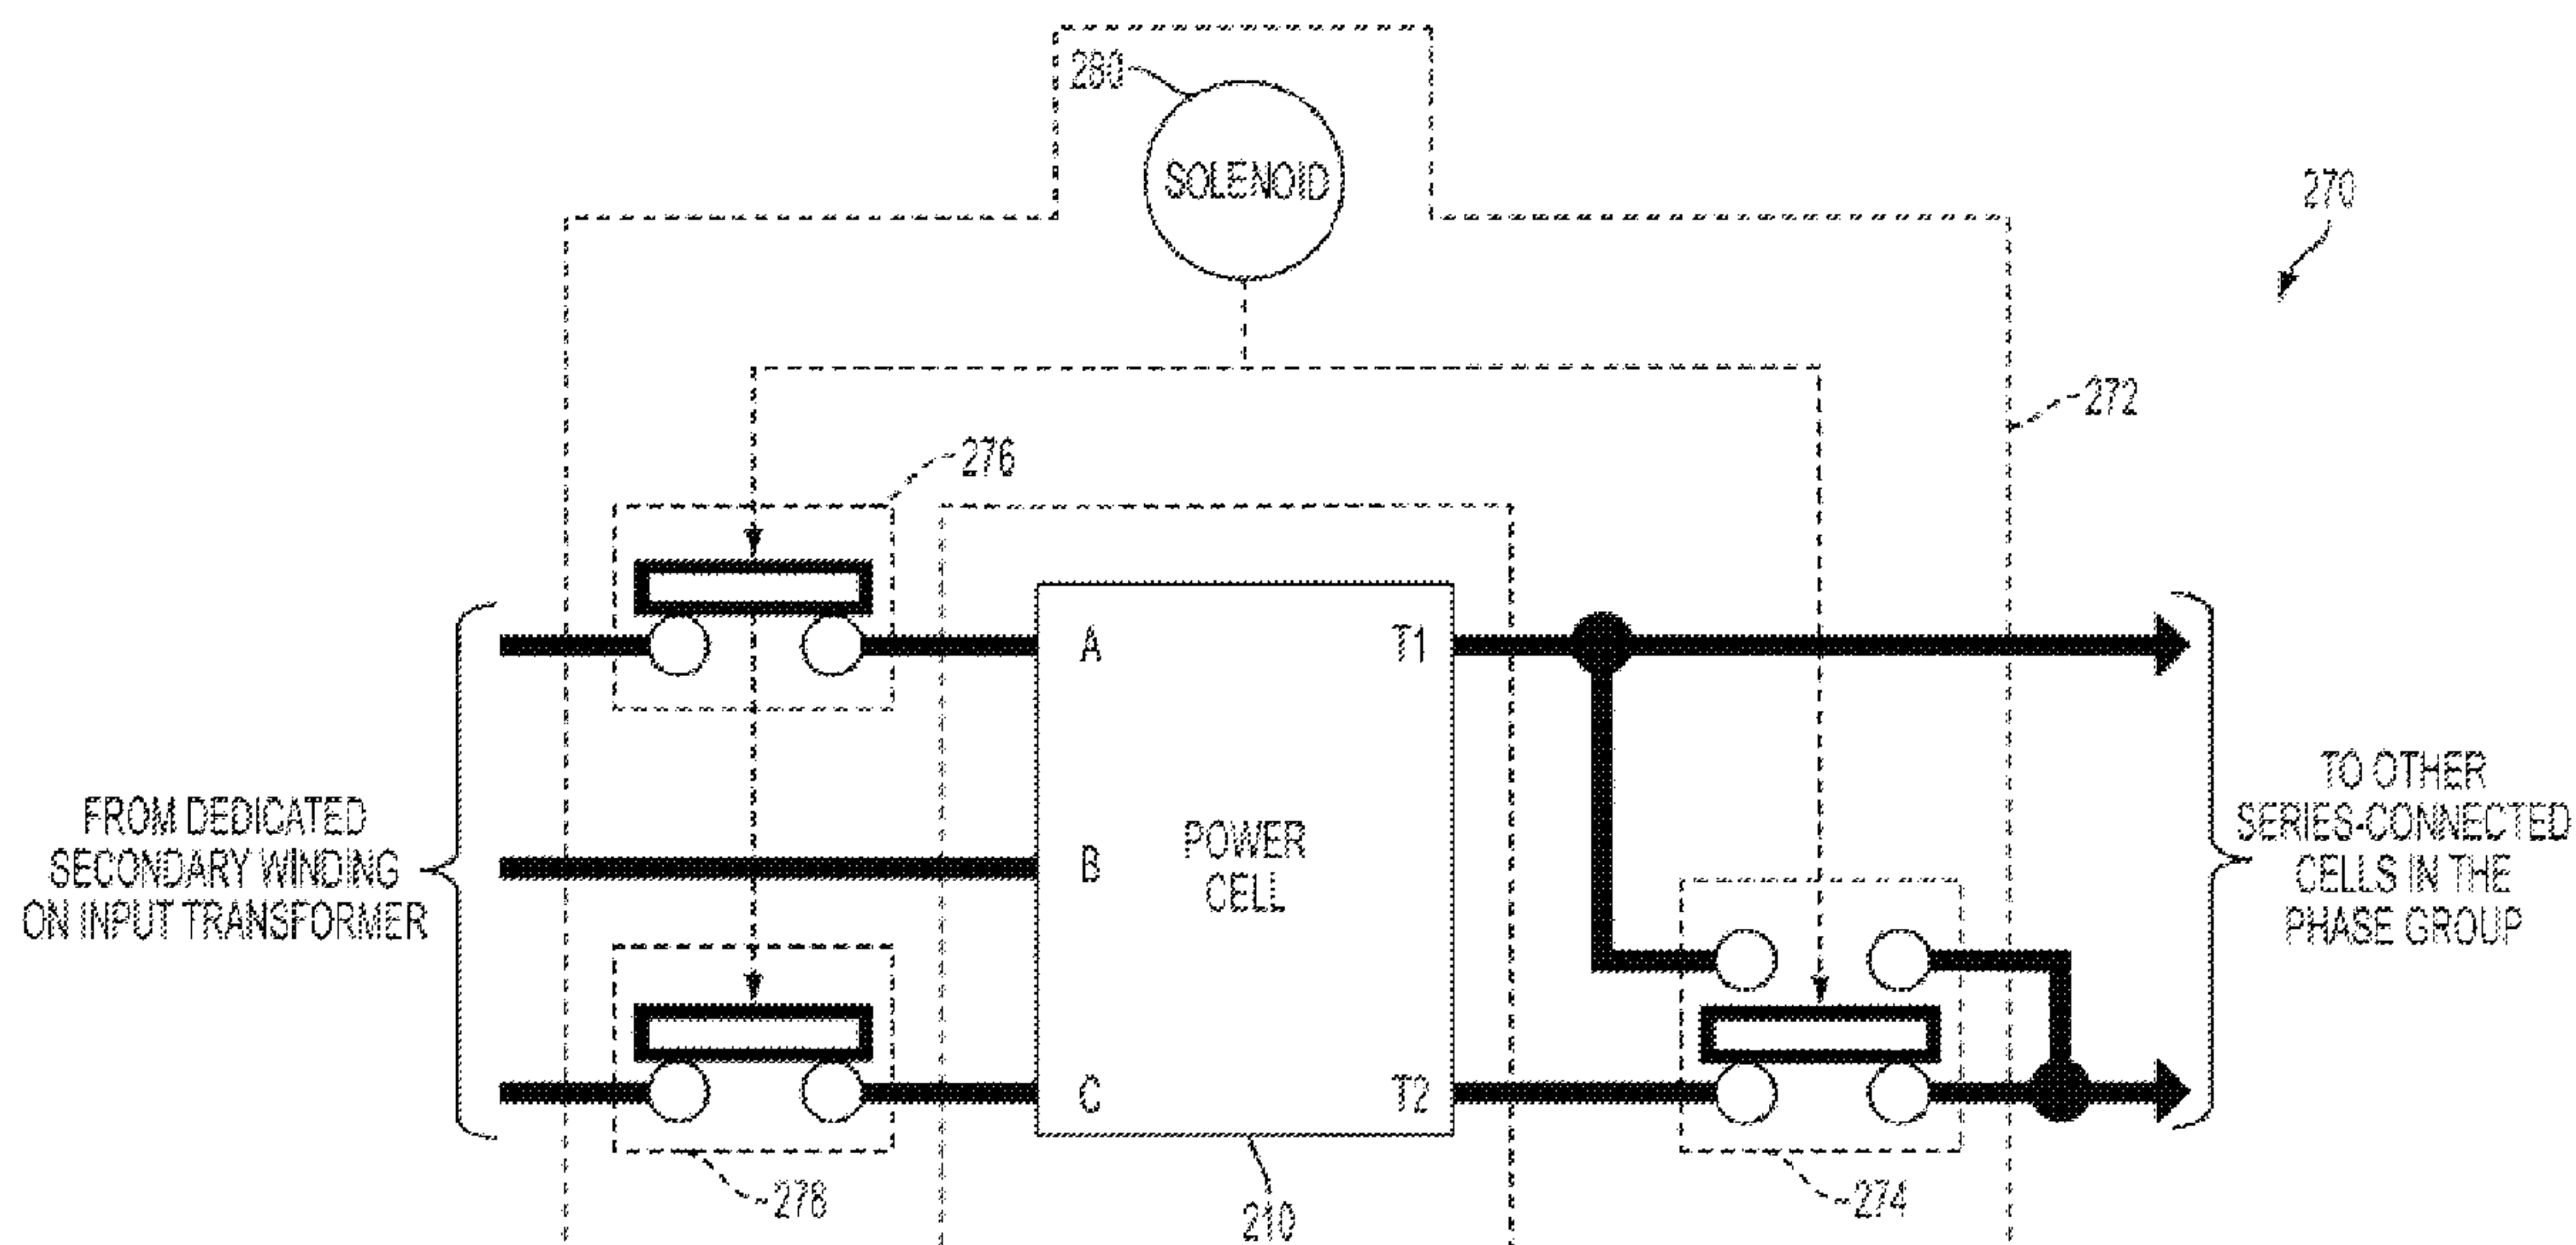 280
SOLENOID
270
272
276
A
T1
FROM DEDICATED
SECONDARY WINDING
ON INPUT TRANSFORMER
B
POWER
CELL
TO OTHER
SERIES-CONNECTED
CELLS IN THE
PHASE GROUP
C
T2
278
210
274